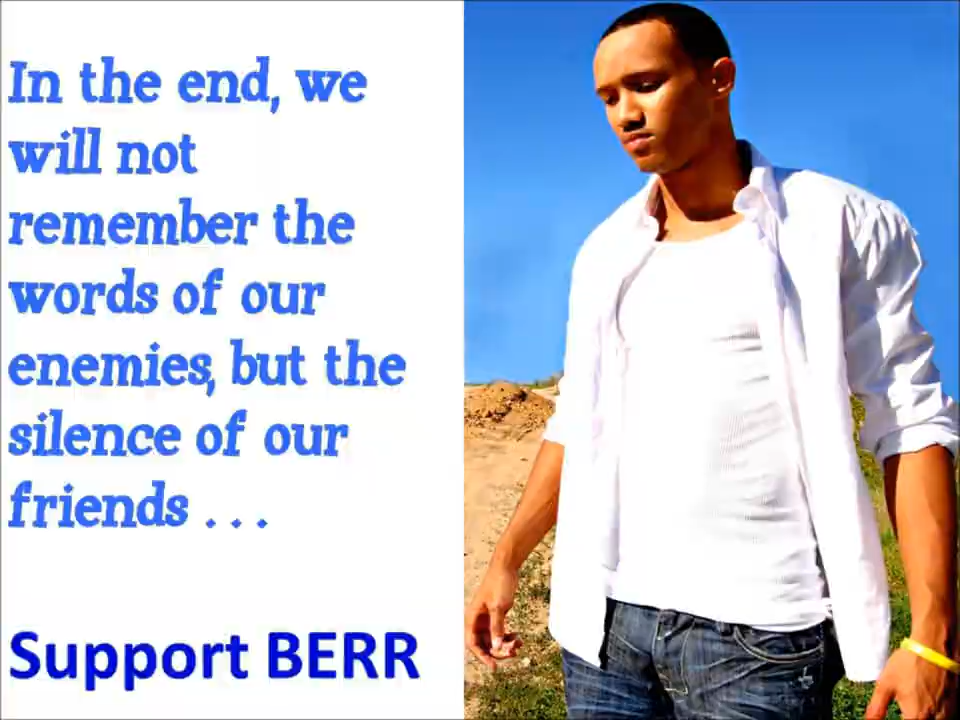 In the end, we
will not
remember the
words of our
enemies, but the
silence of our
friends . . .
Support BERR